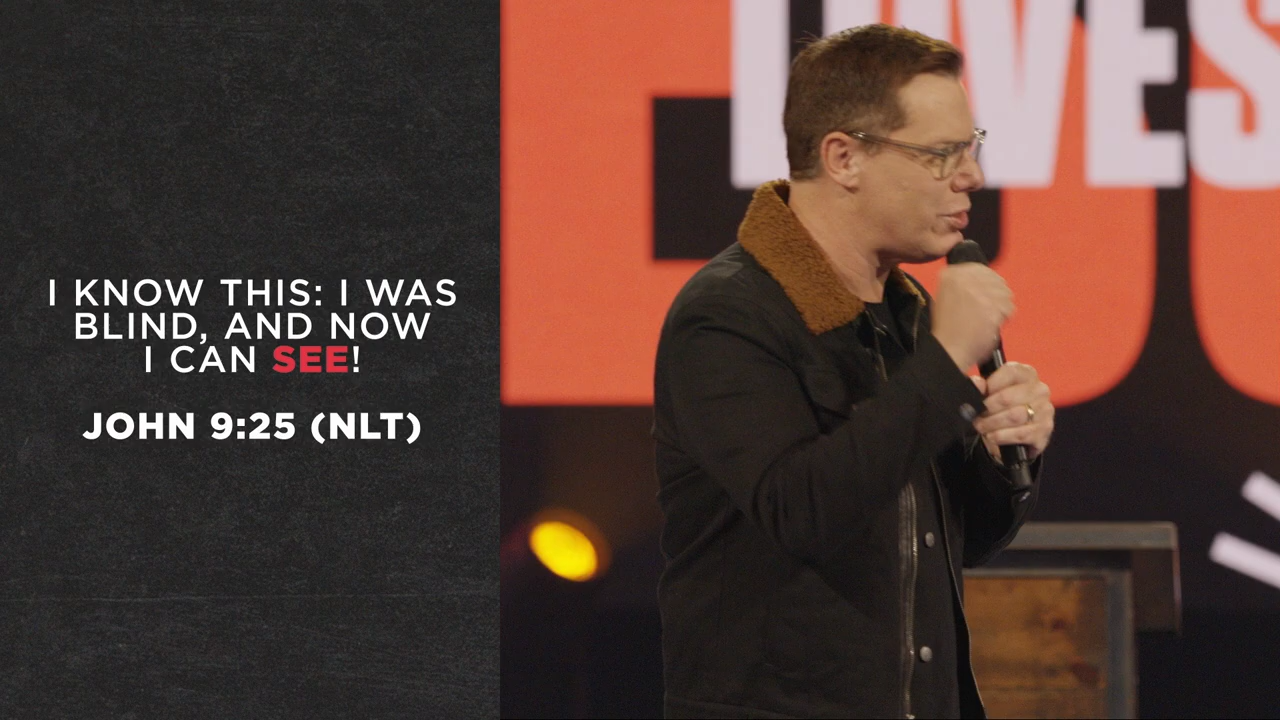 I KNOW THIS: I WAS
BLIND, AND NOW
I CAN SEE!
JOHN 9:25 (NLT)